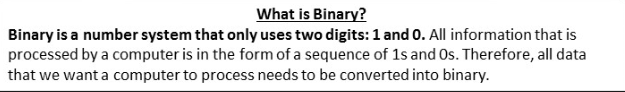 What is Binary?
Binary is a number system that only uses two digits: 1 and 0. All information that is
processed by a computer is in the form of a sequence of 1s and 0s. Therefore, all data
that we want a computer to process needs to be converted into binary.